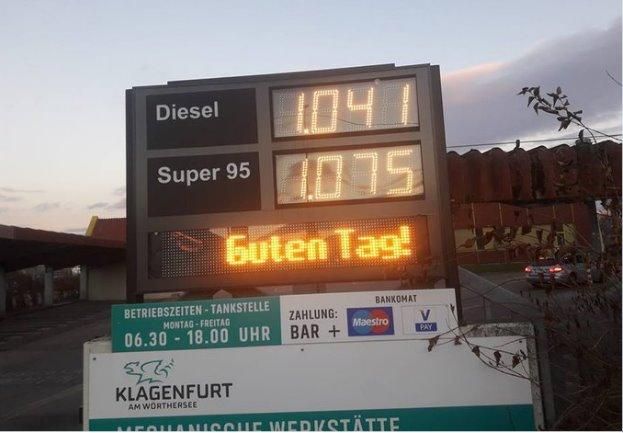 Diesel 1.041
Super 95 1.075
Guten Tag!
BETRIEBSZEITEN - TANKSTELLE
MONTAG - FREITAG
06.30 - 18.00 UHR
ZAHLUNG:
BAR +
BANKOMAT
Maestro
V PAY
KLAGENFURT
AM WÖRTHERSEE
MECHANISCHE WERKSTÄTTE